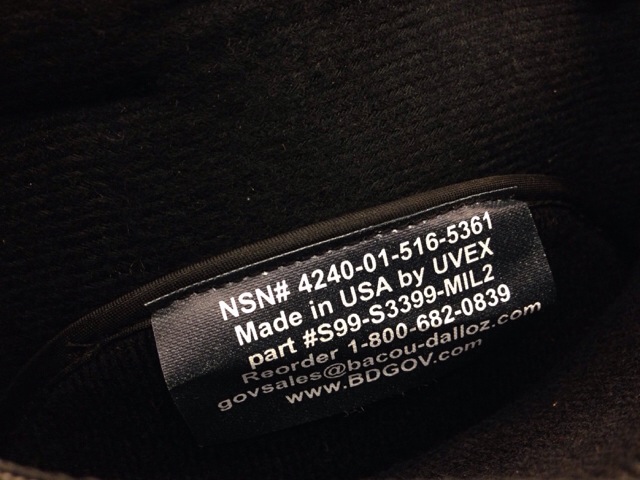 NSN# 4240-01-516-5361
Made in USA by UVEX
part #S99-S3399-MIL2
Reorder 1-800-682-0839
govsales@bacou-dalloz.com
www.BDGOV.com